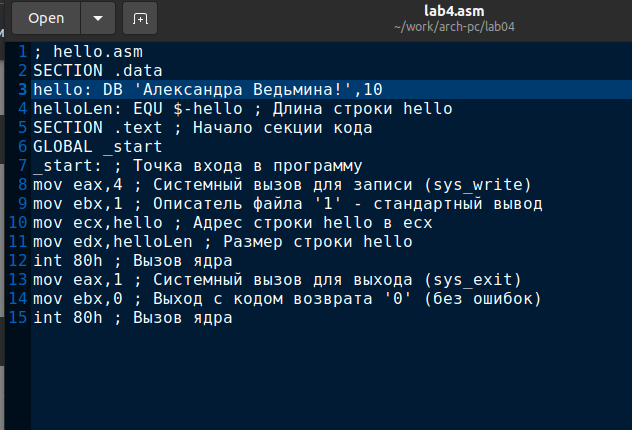 Open
lab4.asm
~/work/arch-pc/lab04
1 ; hello.asm
2 SECTION .data
3 hello: DB 'Александра Ведьмина!',10
4 helloLen: EQU $-hello ; Длина строки hello
5 SECTION .text ; Начало секции кода
6 GLOBAL _start
7 _start: ; Точка входа в программу
8 mov eax,4 ; Системный вызов для записи (sys_write)
9 mov ebx,1 ; Описатель файла '1' - стандартный вывод
10 mov ecx,hello ; Адрес строки hello в ecx
11 mov edx,helloLen ; Размер строки hello
12 int 80h ; Вызов ядра
13 mov eax,1 ; Системный вызов для выхода (sys_exit)
14 mov ebx,0 ; Выход с кодом возврата '0' (без ошибок)
15 int 80h ; Вызов ядра